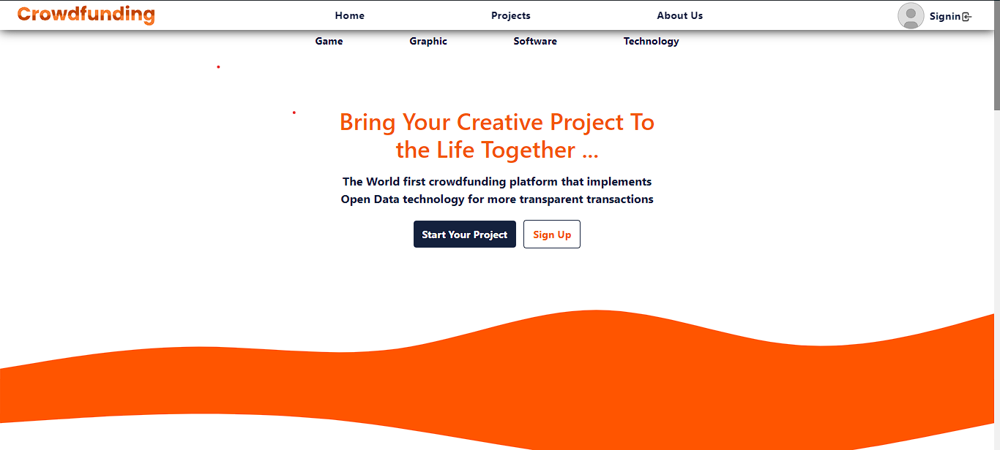 Crowdfunding
Home
Projects
About Us
Signin
Game
Graphic
Software
Technology
Bring Your Creative Project To
the Life Together ...
The World first crowdfunding platform that implements
Open Data technology for more transparent transactions
Start Your Project
Sign Up